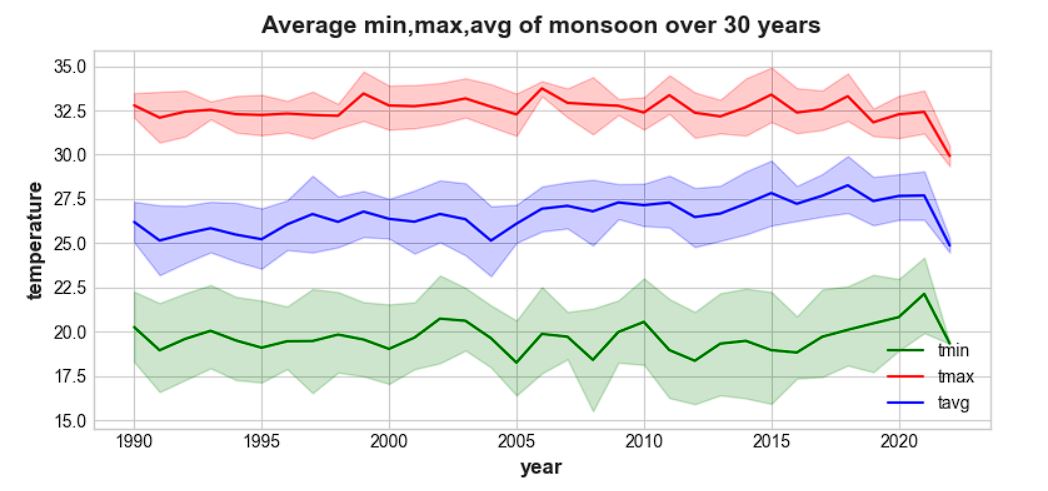 Average min,max,avg of monsoon over 30 years
temperature
35.0
32.5
30.0
27.5
25.0
22.5
20.0
17.5
15.0
tmin
tmax
tavg
1990 1995 2000 2005 2010 2015 2020
year